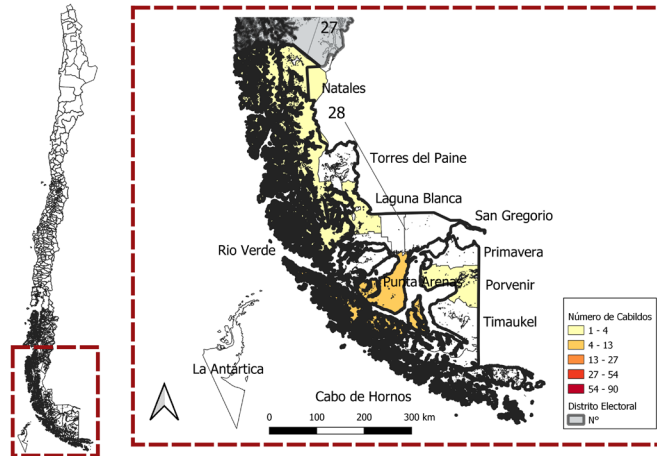 27
Natales
28
Torres del Paine
Laguna Blanca
San Gregorio
Rio Verde
Primavera
Punta Arenas
Porvenir
Timaukel
La Antártica
Cabo de Hornos
0 100 200 300 km
Número de Cabildos
1 - 4
4 - 13
13 - 27
27 - 54
54 - 90
Distrito Electoral
N°